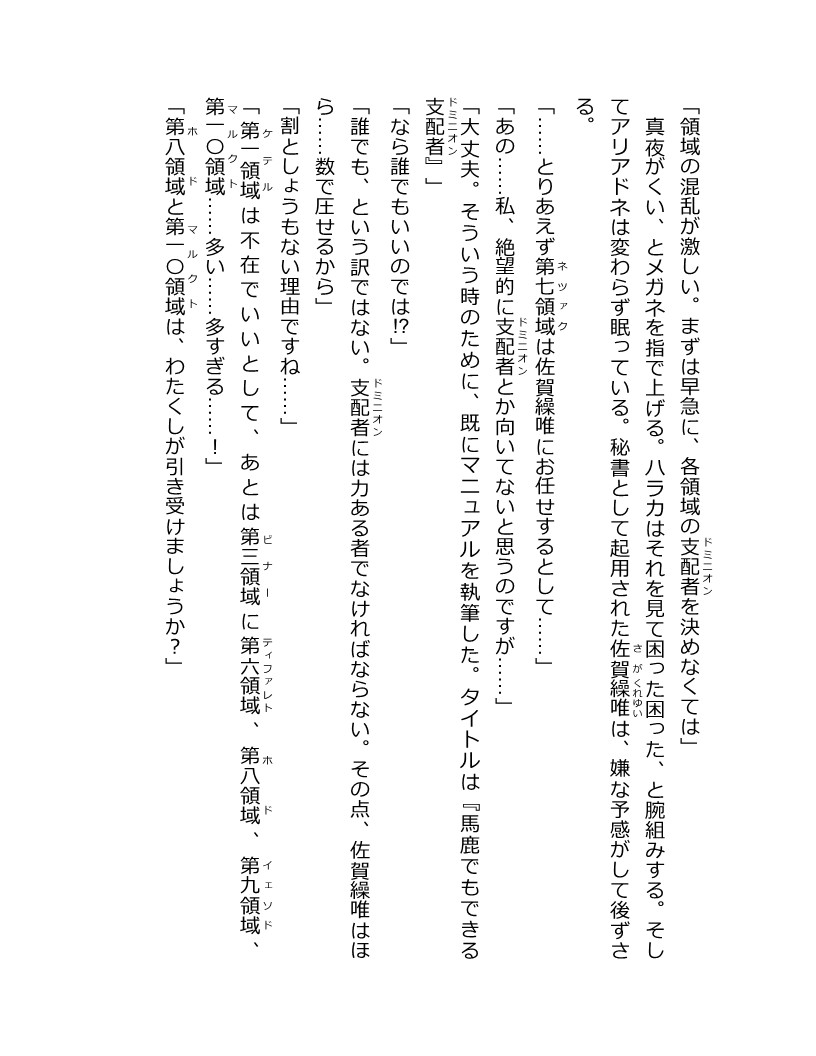 「領域の混乱が激しい。まずは早急に、各領域の支配者を決めなくては」
　真夜がくい、とメガネを指で上げる。ハラカはそれを見て困った困った、と腕組みする。そし
てアリアドネは変わらず眠っている。秘書として起用された佐賀繰唯は、嫌な予感がして後ずさ
る。
「……とりあえず第七領域は佐賀繰唯にお任せするとして……」
「あの……私、絶望的に支配者とか向いてないと思うのですが……」
「大丈夫。そういう時のために、既にマニュアルを執筆した。タイトルは『馬鹿でもできる
支配者』」
「なら誰でもいいのでは!?」
「誰でも、という訳ではない。支配者には力ある者でなければならない。その点、佐賀繰唯はほ
ら……数で圧せるから」
「割としょうもない理由ですね……」
「第一領域は不在でいいとして、あとは第三領域に第六領域、第八領域、第九領域、
第一〇領域……多い……多すぎる……！」
「第八領域と第一〇領域は、わたくしが引き受けましょうか？」
ドミニオン
さがくれゆい
ネツァク
ドミニオン
ドミニオン
ドミニオン
ケテル
ビナー
ティファレト
ホド
イェソド
マルクト
ホド
マルクト